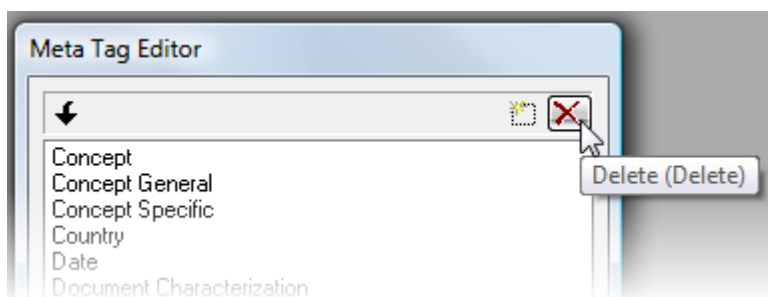 Meta Tag Editor
Delete (Delete)
Concept
Concept General
Concept Specific
Country
Date
Document Characterization